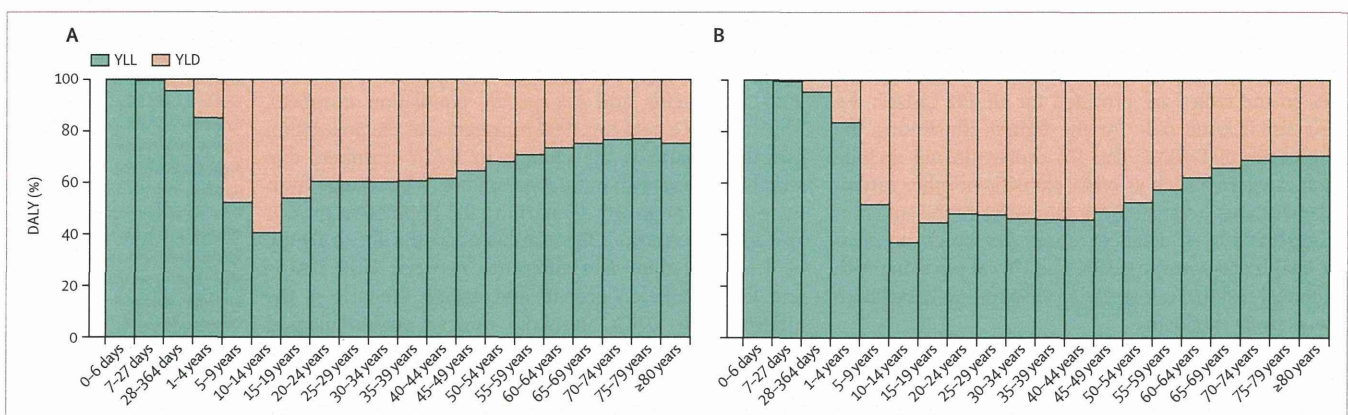 A
B
YLL YLD
100
80
60
40
20
0
DALY (%)
0–6 days
7–27 days
28–364 days
1–4 years
5–9 years
10–14 years
15–19 years
20–24 years
25–29 years
30–34 years
35–39 years
40–44 years
45–49 years
50–54 years
55–59 years
60–64 years
65–69 years
70–74 years
75–79 years
≥80 years
0–6 days
7–27 days
28–364 days
1–4 years
5–9 years
10–14 years
15–19 years
20–24 years
25–29 years
30–34 years
35–39 years
40–44 years
45–49 years
50–54 years
55–59 years
60–64 years
65–69 years
70–74 years
75–79 years
≥80 years